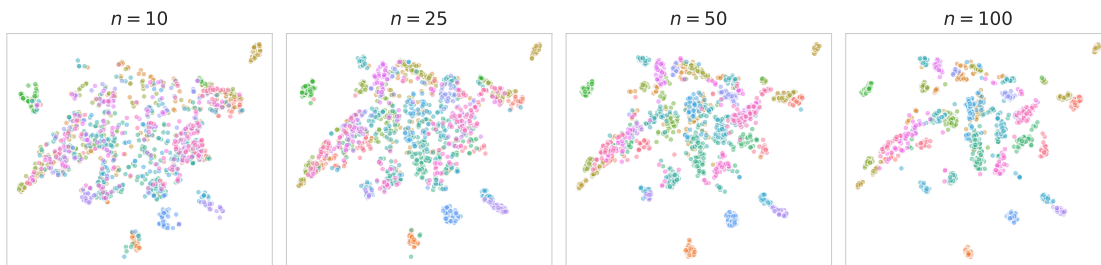 n = 10 n = 25 n = 50 n = 100